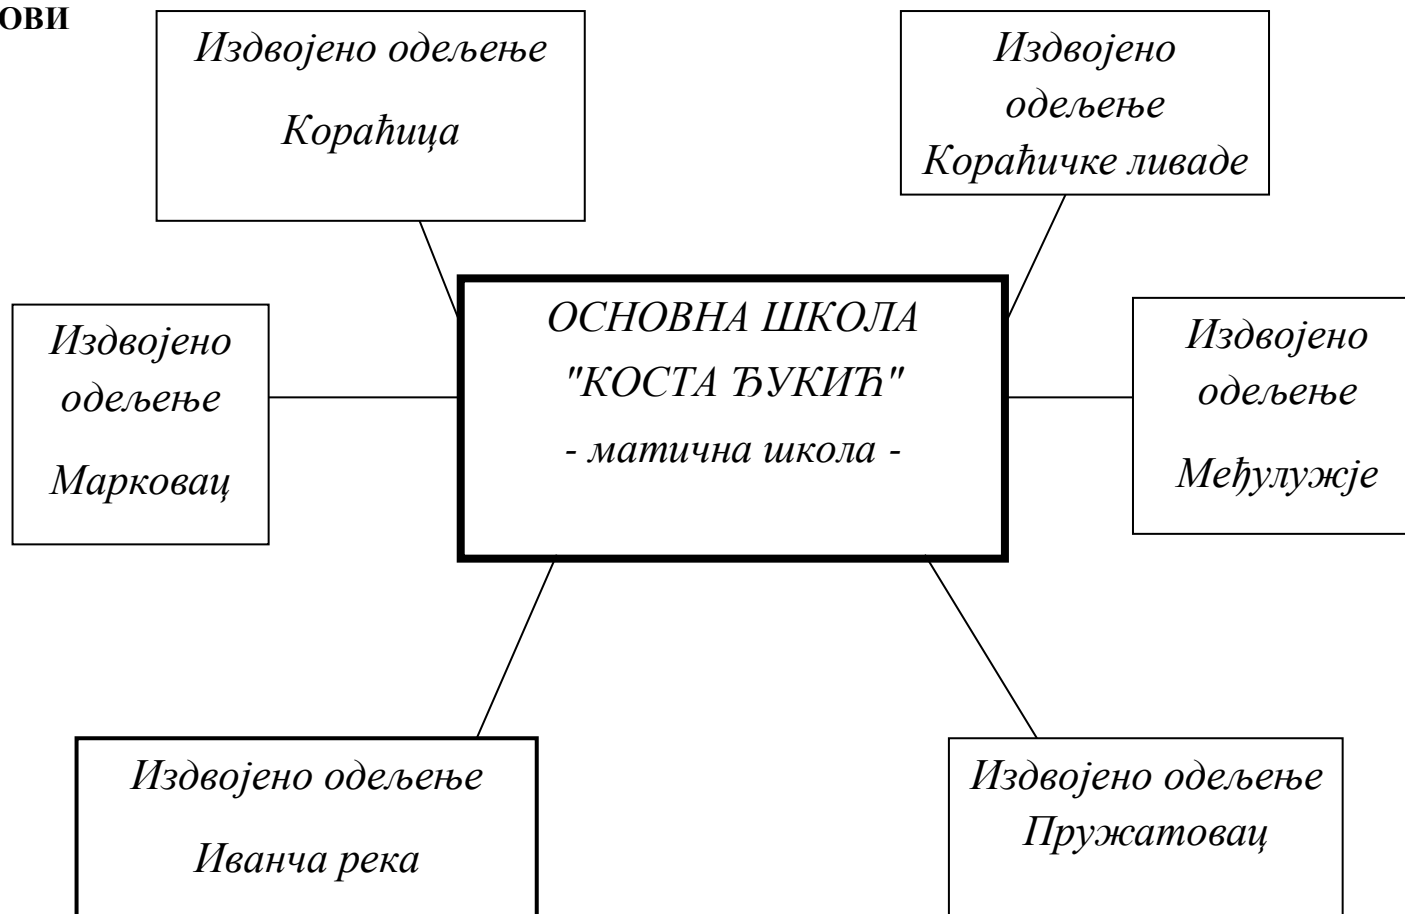 ОВИ
Издвојено одељење
Кораћица
Издвојено
одељење
Кораћичке ливаде
ОСНОВНА ШКОЛА
"КОСТА ЂУКИЋ"
- матична школа -
Издвојено
одељење
Марковац
Издвојено
одељење
Међулужје
Издвојено одељење
Иванча река
Издвојено одељење
Пружатовац